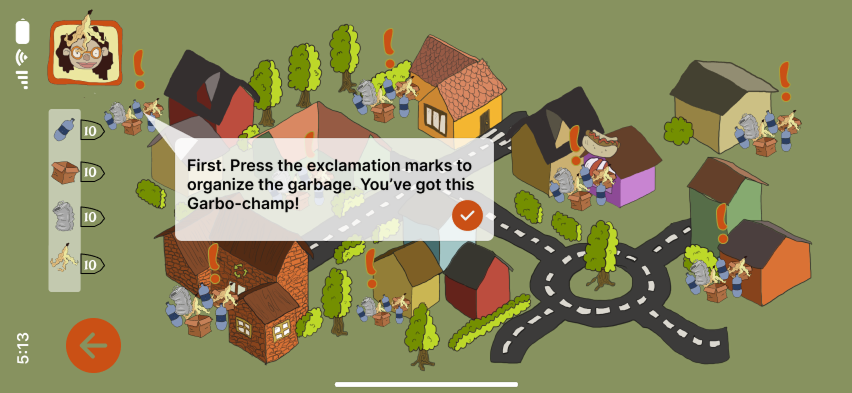 10
10
10
10
First. Press the exclamation marks to
organize the garbage. You've got this
Garbo-champ!
5:13